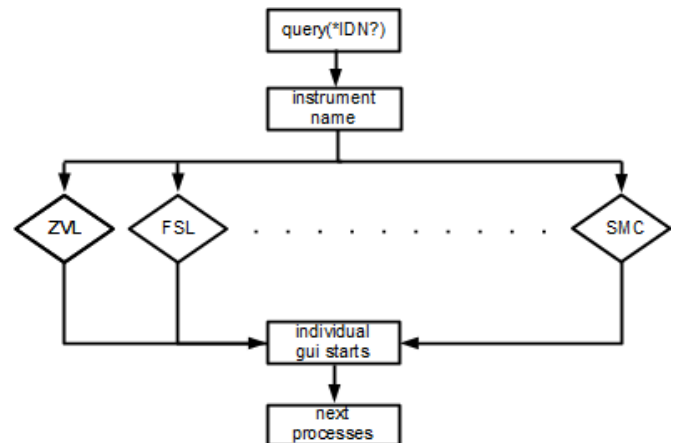 query(*IDN?)
instrument
name
ZVL
FSL
. . . . . . . . . . .
SMC
individual
gui starts
next
processes